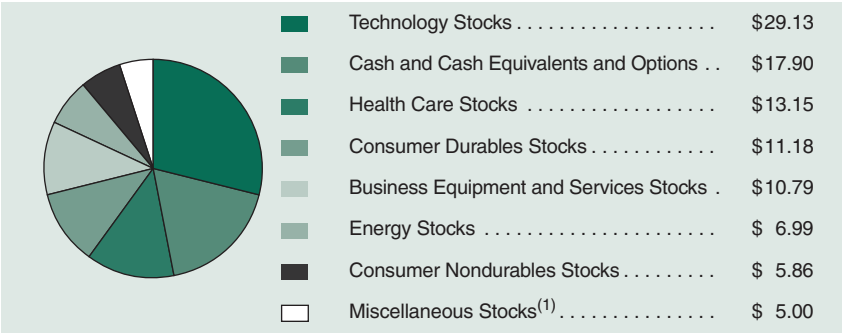 Technology Stocks . . . . . . . . . . . . . . . . . . . $29.13
Cash and Cash Equivalents and Options . . $17.90
Health Care Stocks . . . . . . . . . . . . . . . . . . $13.15
Consumer Durables Stocks . . . . . . . . . . . . $11.18
Business Equipment and Services Stocks . $10.79
Energy Stocks . . . . . . . . . . . . . . . . . . . . . . $ 6.99
Consumer Nondurables Stocks . . . . . . . . . $ 5.86
Miscellaneous Stocks(1) . . . . . . . . . . . . . . . $ 5.00